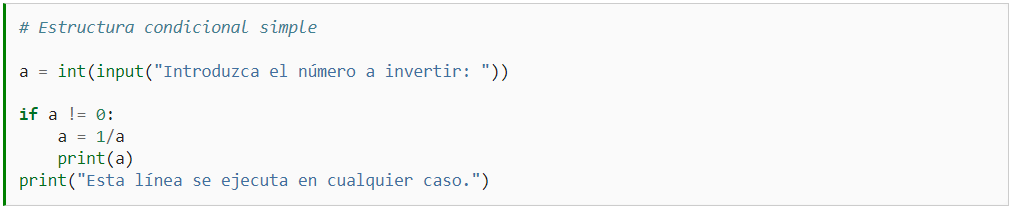 # Estructura condicional simple
a = int(input("Introduzca el número a invertir: "))
if a != 0:
    a = 1/a
    print(a)
print("Esta línea se ejecuta en cualquier caso.")